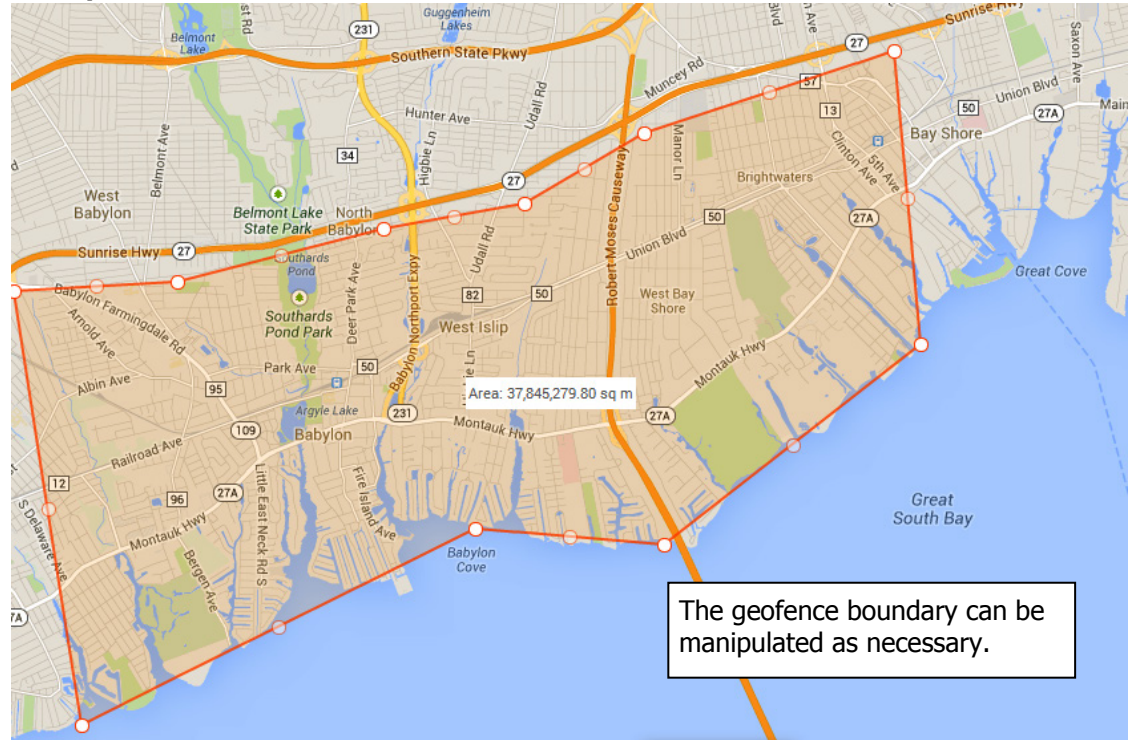 Guggenheim
Lakes
Blvd
Sunrise Hwy
st Rd
231
27
Belmont
Lake
Southern State Pkwy
Saxon Ave
Muncey Rd
57
Union Blvd
50
Hunter Ave
Udall Rd
13
27A
Main
Bay Shore
Belmont Ave
Higbie Ln
Manor Ln
Clinton Ave
5th Ave
34
27
Brightwaters
West
Babylon
Belmont Lake
State Park
North
Babylon
50
27A
Robert Moses Causeway
Union Blvd
Sunrise Hwy
27
Southards
Pond
Udall Rd
Great Cove
Babylon Farmingdale Rd
Arnold Ave
82
50
West Bay
Shore
Southards
Pond Park
Deer Park Ave
Babylon Northport Expy
West Islip
Park Ave
50
Albin Ave
95
Area: 37,845,279.80 sq m
Montauk Hwy
Argyle Lake
231
27A
109
Babylon
Montauk Hwy
Railroad Ave
12
96
27A
Little East Neck Rd S
Fire Island Ave
S Delaware Ave
Montauk Hwy
Bergen Ave
Great
South Bay
Babylon
Cove
7A
The geofence boundary can be
manipulated as necessary.